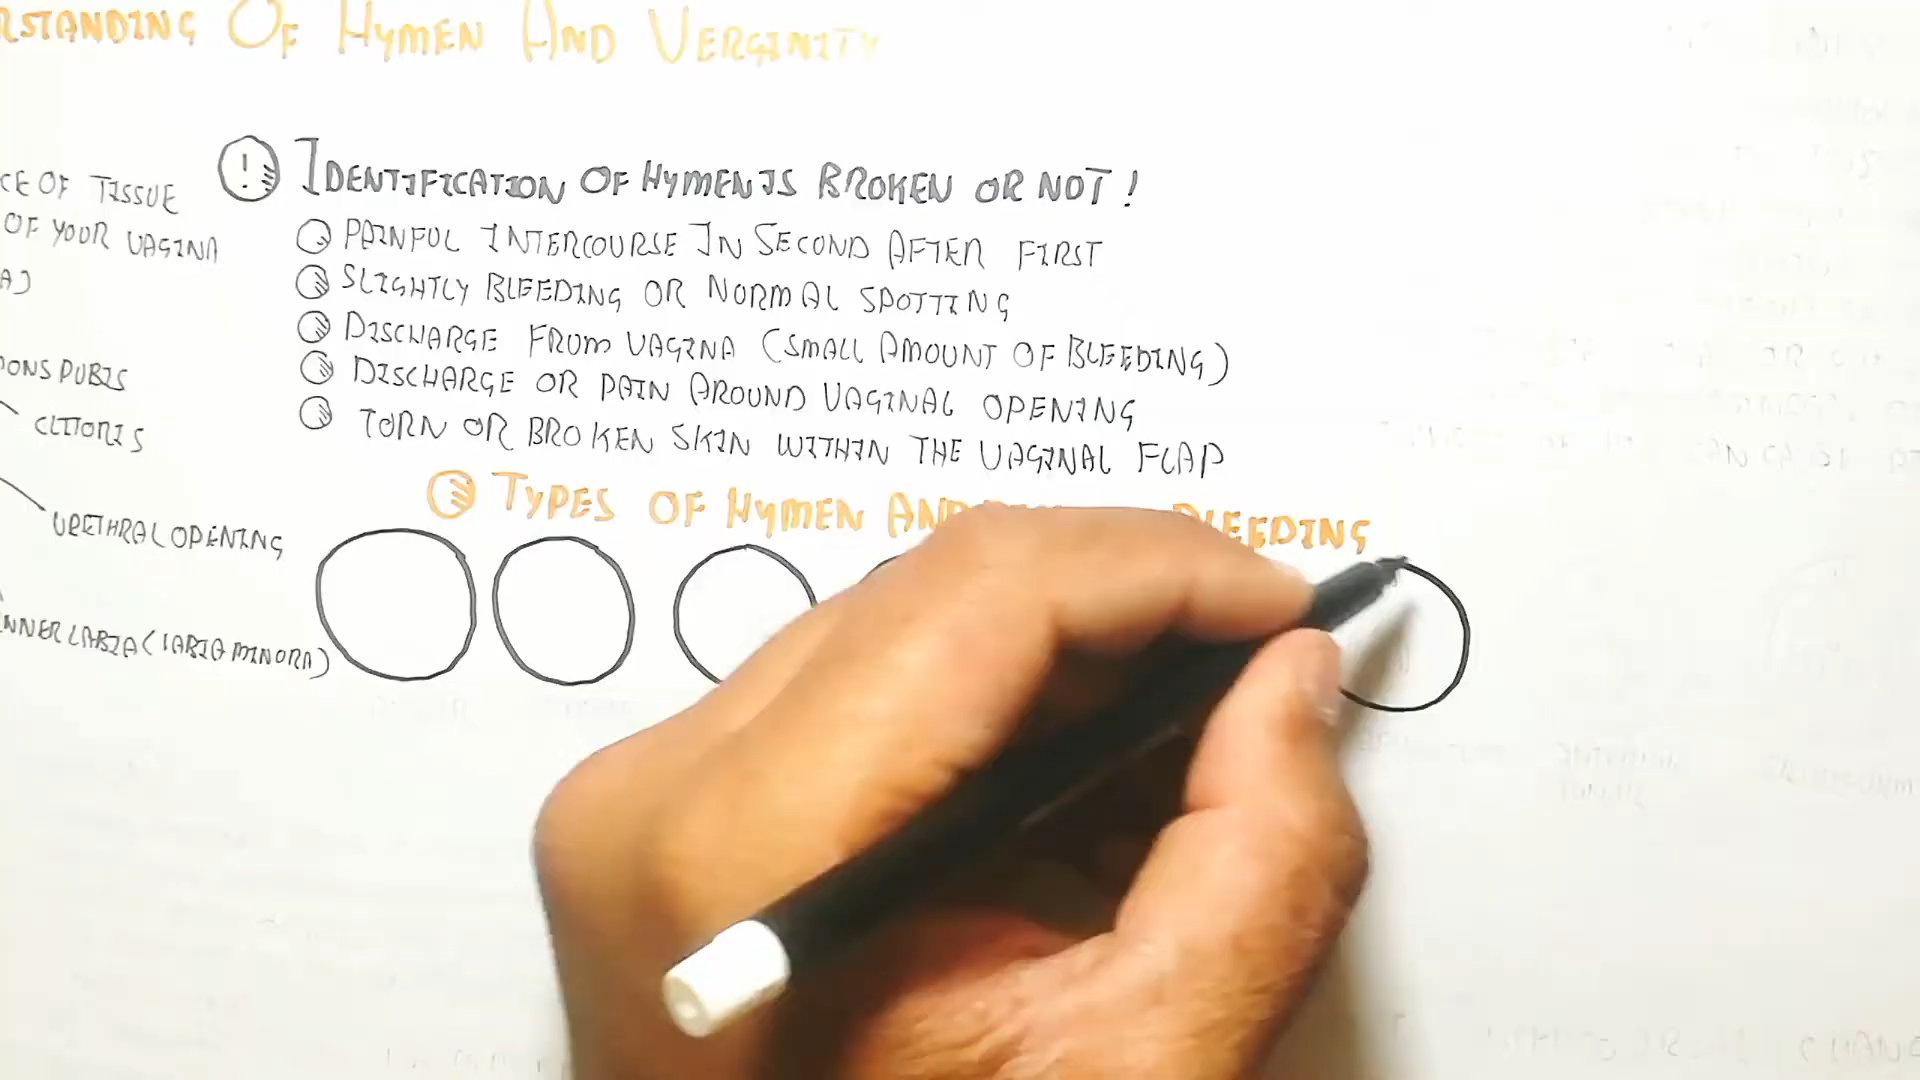 RSTANDING OF HYMEN AND VERGINITY
CE OF TISSUE
OF YOUR VAGINA
A)
ONS PUBIS
CLTTORIS
URETHRAL OPENING
INNER LABIA (LABIA MINORA)
! IDENTIFICATION OF HYMEN IS BROKEN OR NOT!
PAINFUL INTERCOURSE IN SECOND AFTER FIRST
SLIGHTLY BLEEDING OR NORMAL SPOTTING
DISCHARGE FROM VAGINA (SMALL AMOUNT OF BLEEDING)
DISCHARGE OR PAIN AROUND VAGINAL OPENING
TORN OR BROKEN SKIN WITHIN THE VAGINAL FLAP
TYPES OF HYMEN AND BLEEDING